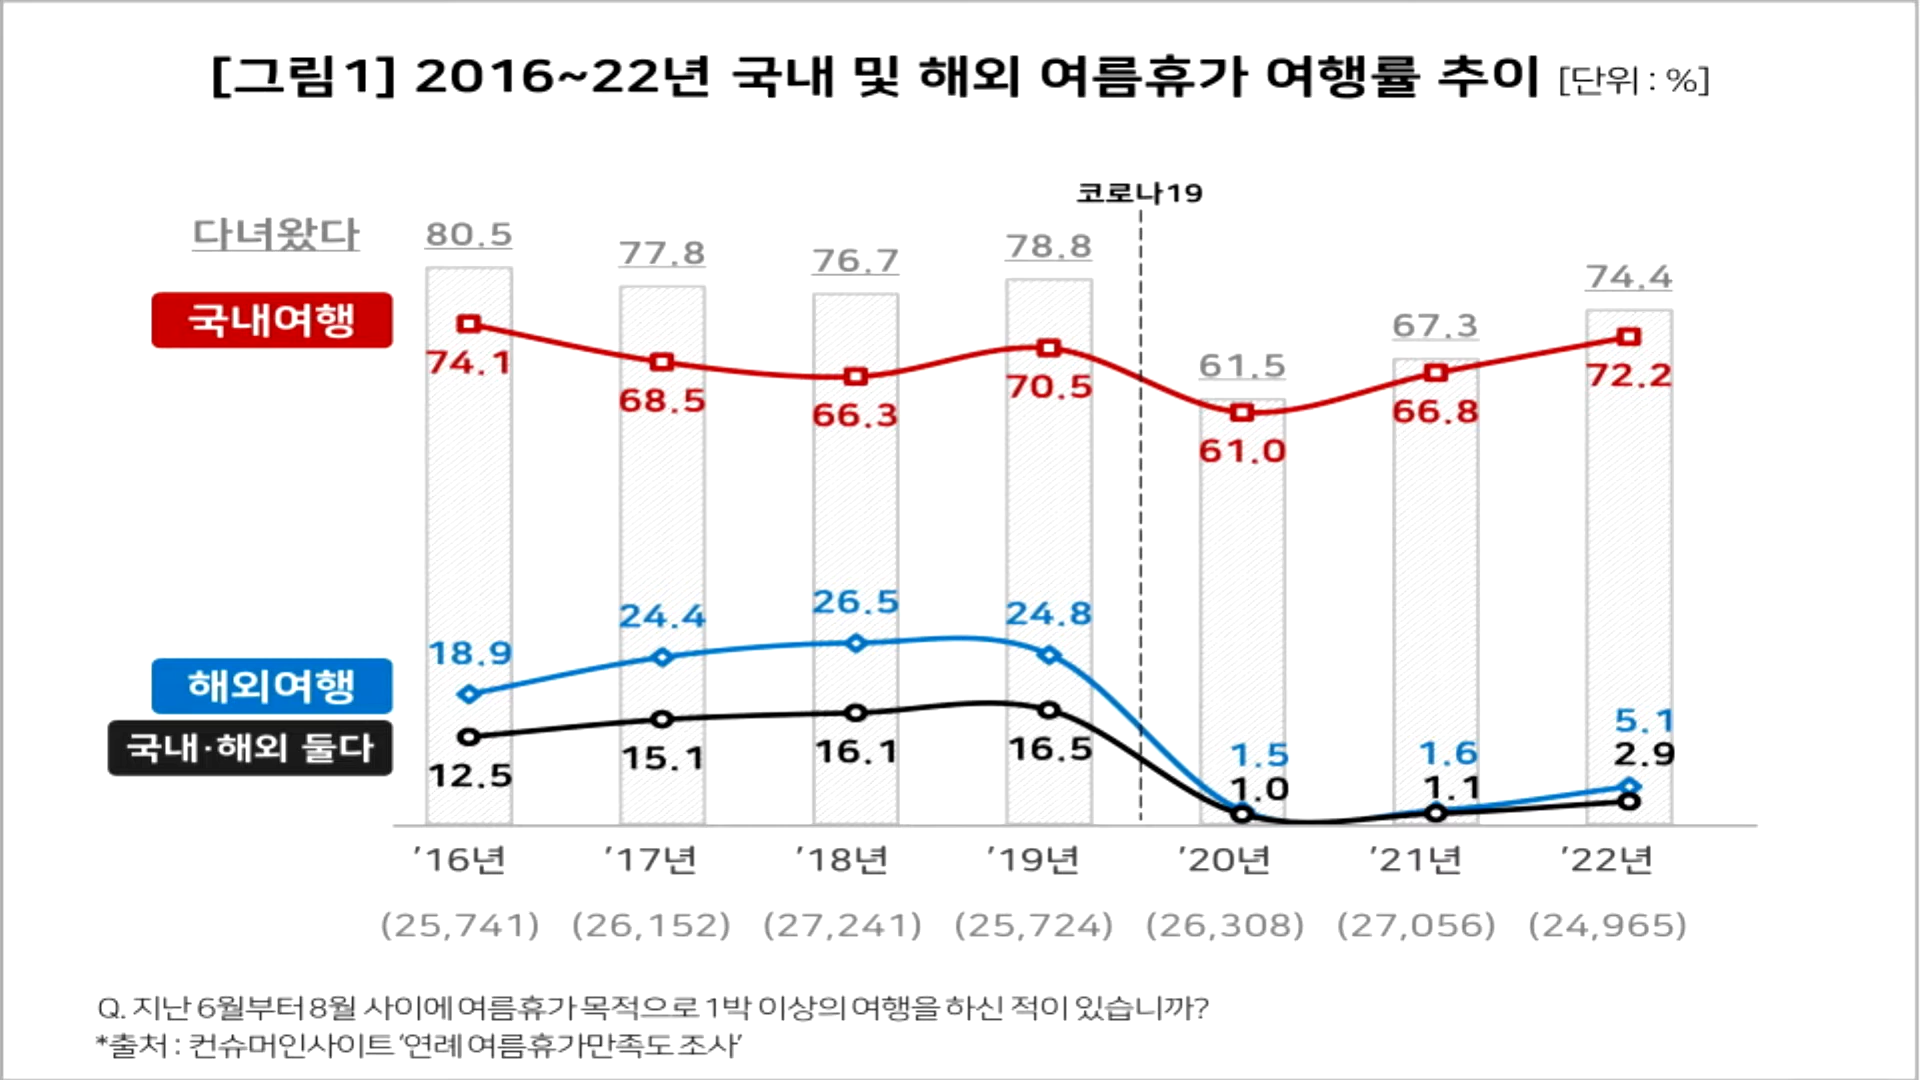 [그림1] 2016~22년 국내 및 해외 여름휴가 여행률 추이 [단위 : %]
코로나19
다녀왔다 80.5 77.8 76.7 78.8 61.5 67.3 74.4
국내여행 74.1 68.5 66.3 70.5 61.0 66.8 72.2
해외여행 18.9 24.4 26.5 24.8 1.5 1.6 5.1
국내·해외 둘다 12.5 15.1 16.1 16.5 1.0 1.1 2.9
’16년 ’17년 ’18년 ’19년 ’20년 ’21년 ’22년
(25,741) (26,152) (27,241) (25,724) (26,308) (27,056) (24,965)
Q. 지난 6월부터 8월 사이에 여름휴가 목적으로 1박 이상의 여행을 하신 적이 있습니까?
*출처 : 컨슈머인사이트 ‘연례 여름휴가만족도 조사’